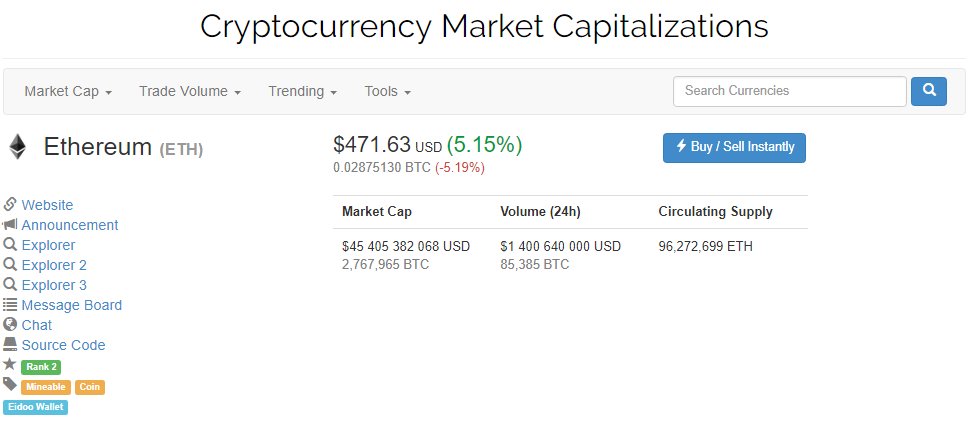 Cryptocurrency Market Capitalizations
Market Cap Trade Volume Trending Tools Search Currencies
Ethereum (ETH)
$471.63 USD (5.15%)
0.02875130 BTC (-5.19%)
Buy / Sell Instantly
Website
Announcement
Explorer
Explorer 2
Explorer 3
Message Board
Chat
Source Code
Rank 2
Mineable Coin
Eidoo Wallet
Market Cap Volume (24h) Circulating Supply
$45 405 382 068 USD $1 400 640 000 USD 96,272,699 ETH
2,767,965 BTC 85,385 BTC